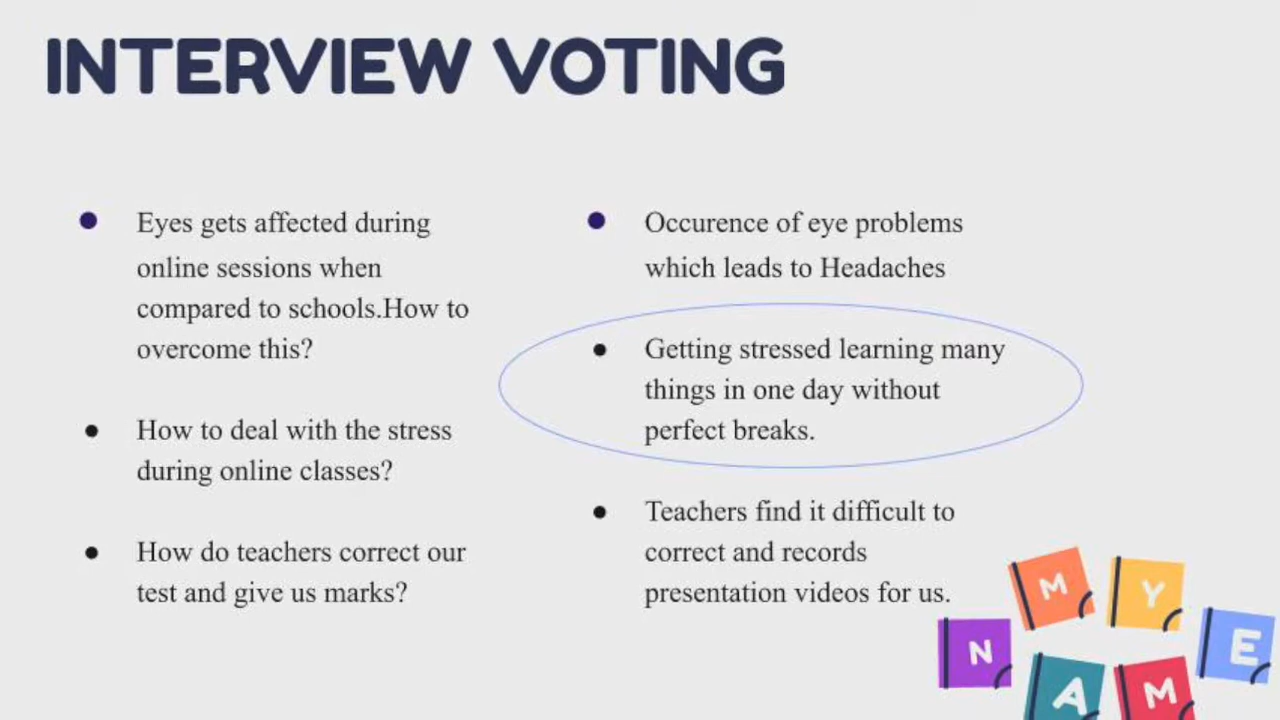 INTERVIEW VOTING
● Eyes gets affected during
online sessions when
compared to schools.How to
overcome this?
● How to deal with the stress
during online classes?
● How do teachers correct our
test and give us marks?
● Occurence of eye problems
which leads to Headaches
● Getting stressed learning many
things in one day without
perfect breaks.
● Teachers find it difficult to
correct and records
presentation videos for us.
M Y
N E
A M